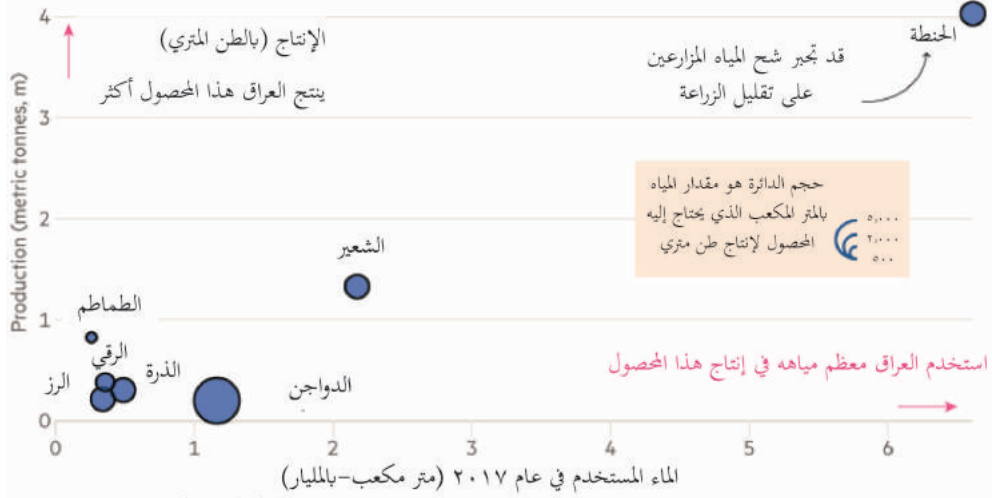 4
الإنتاج (بالطن المتري)
ينتج العراق هذا المحصول أكثر
الحنطة
قد تجبر شح المياه المزارعين
على تقليل الزراعة
3
حجم الدائرة هو مقدار المياه
بالمتر المكعب الذي يحتاج إليه
المحصول لإنتاج طن متري
٥,٠٠٠
٢,٠٠٠
٥٠٠
2
الشعير
1
الطماطم
الرقي
الذرة
الرز
الدواجن
استخدم العراق معظم مياهه في إنتاج هذا المحصول
0
Production (metric tonnes, m)
0 1 2 3 4 5 6
الماء المستخدم في عام ٢٠١٧ (متر مكعب-بالمليار)